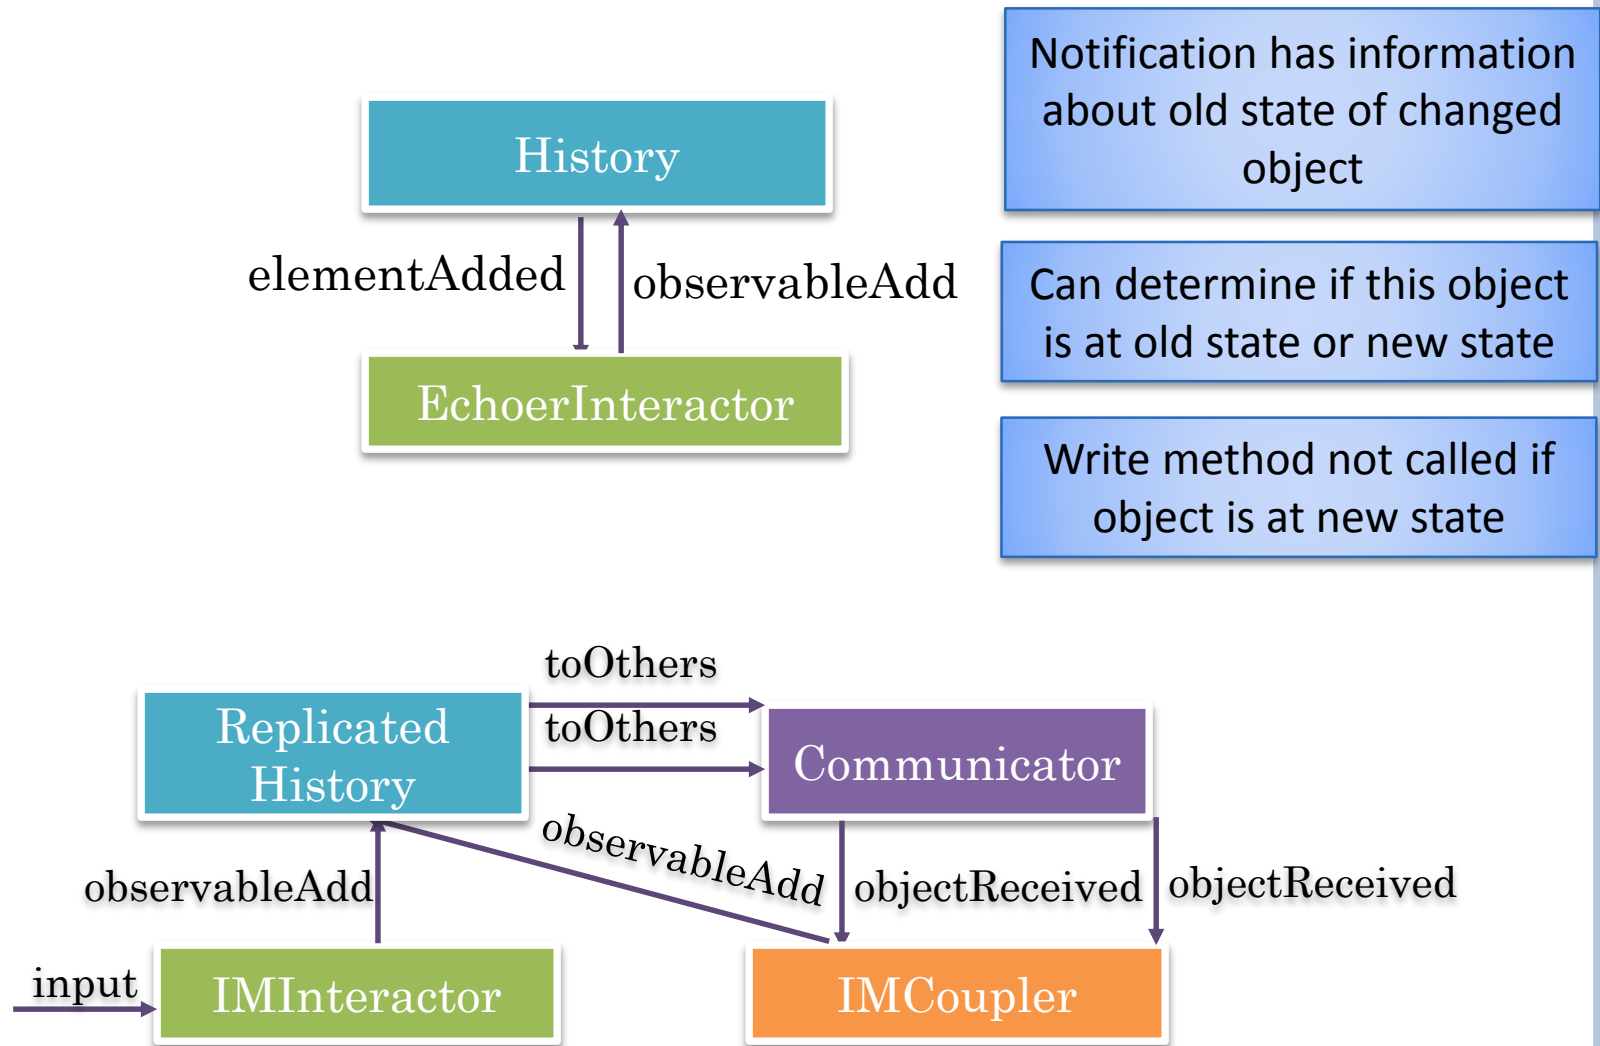 Notification has information
about old state of changed
object
History
elementAdded
observableAdd
Can determine if this object
is at old state or new state
EchoerInteractor
Write method not called if
object is at new state
toOthers
Replicated
History
toOthers
Communicator
observableAdd
observableAdd
objectReceived
objectReceived
input
IMInteractor
IMCoupler